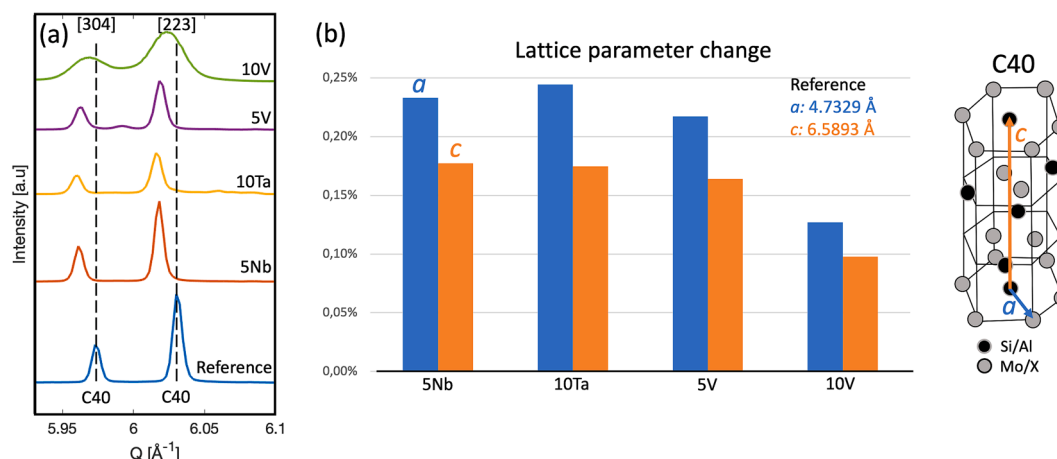 (a)
[304]
[223]
10V
5V
10Ta
5Nb
Reference
C40
C40
Intensity [a.u]
5.95
6
6.05
6.1
Q [Å-1]
(b)
Lattice parameter change
0,25%
0,20%
0,15%
0,10%
0,05%
0,00%
a
c
Reference
a: 4.7329 Å
c: 6.5893 Å
5Nb
10Ta
5V
10V
C40
c
a
Si/Al
Mo/X